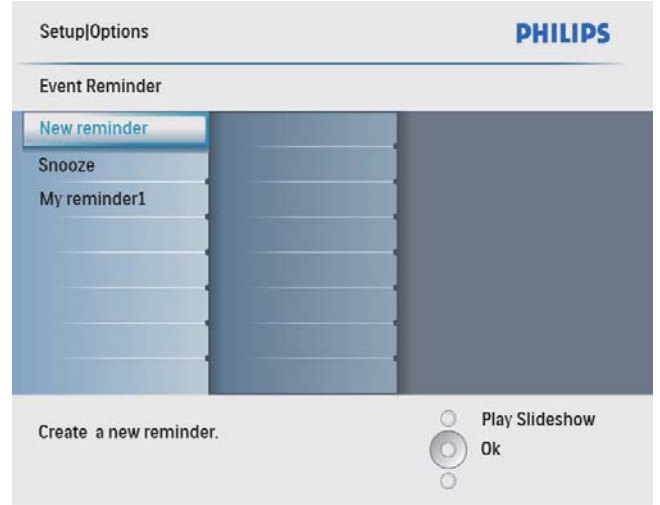 Setup|Options
PHILIPS
Event Reminder
New reminder
Snooze
My reminder1
Create a new reminder.
Play Slideshow
Ok